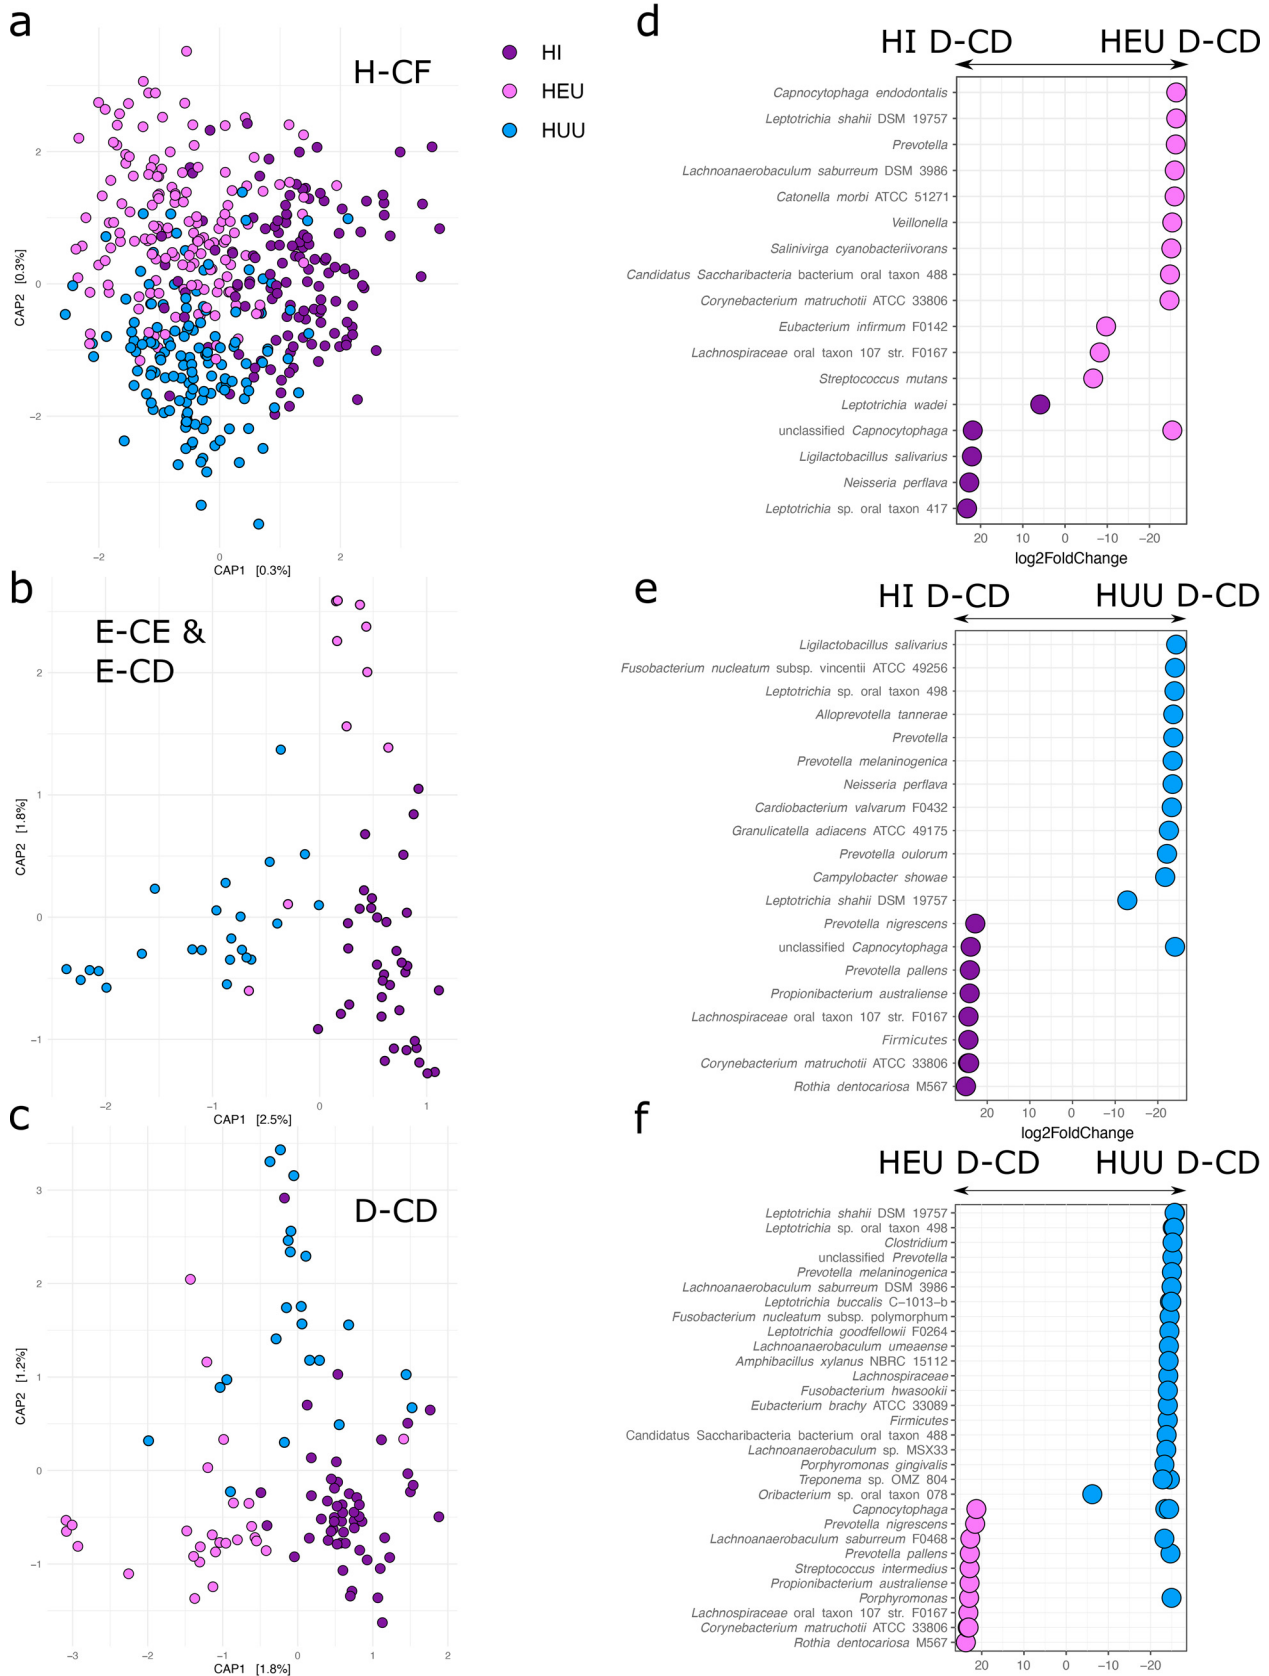 a
H-CF
HI
HEU
HUU
2
0
−2
CAP2 [0.3%]
−2
0
2
CAP1 [0.3%]
b
E-CE &
E-CD
2
1
0
−1
CAP2 [1.8%]
−2
−1
0
1
CAP1 [2.5%]
c
D-CD
3
2
1
0
−1
CAP2 [1.2%]
−3
−2
−1
0
1
2
CAP1 [1.8%]
d
HI D-CD
HEU D-CD
Capnocytophaga endodontalis
Leptotrichia shahii DSM 19757
Prevotella
Lachnoanaerobaculum saburreum DSM 3986
Catonella morbi ATCC 51271
Veillonella
Salinivirga cyanobacteriivorans
Candidatus Saccharibacteria bacterium oral taxon 488
Corynebacterium matruchotii ATCC 33806
Eubacterium infirmum F0142
Lachnospiraceae oral taxon 107 str. F0167
Streptococcus mutans
Leptotrichia wadei
unclassified Capnocytophaga
Ligilactobacillus salivarius
Neisseria perflava
Leptotrichia sp. oral taxon 417
20 10 0 −10 −20
log2FoldChange
e
HI D-CD
HUU D-CD
Ligilactobacillus salivarius
Fusobacterium nucleatum subsp. vincentii ATCC 49256
Leptotrichia sp. oral taxon 498
Alloprevotella tannerae
Prevotella
Prevotella melaninogenica
Neisseria perflava
Cardiobacterium valvarum F0432
Granulicatella adiacens ATCC 49175
Prevotella oulorum
Campylobacter showae
Leptotrichia shahii DSM 19757
Prevotella nigrescens
unclassified Capnocytophaga
Prevotella pallens
Propionibacterium australiense
Lachnospiraceae oral taxon 107 str. F0167
Firmicutes
Corynebacterium matruchotii ATCC 33806
Rothia dentocariosa M567
20 10 0 −10 −20
log2FoldChange
f
HEU D-CD
HUU D-CD
Leptotrichia shahii DSM 19757
Leptotrichia sp. oral taxon 498
Clostridium
unclassified Prevotella
Prevotella melaninogenica
Lachnoanaerobaculum saburreum DSM 3986
Leptotrichia buccalis C−1013−b
Fusobacterium nucleatum subsp. polymorphum
Leptotrichia goodfellowii F0264
Lachnoanaerobaculum umeaense
Amphibacillus xylanus NBRC 15112
Lachnospiraceae
Fusobacterium hwasookii
Eubacterium brachy ATCC 33089
Firmicutes
Candidatus Saccharibacteria bacterium oral taxon 488
Lachnoanaerobaculum sp. MSX33
Porphyromonas gingivalis
Treponema sp. OMZ 804
Oribacterium sp. oral taxon 078
Capnocytophaga
Prevotella nigrescens
Lachnoanaerobaculum saburreum F0468
Prevotella pallens
Streptococcus intermedius
Propionibacterium australiense
Porphyromonas
Lachnospiraceae oral taxon 107 str. F0167
Corynebacterium matruchotii ATCC 33806
Rothia dentocariosa M567
20 10 0 −10 −20